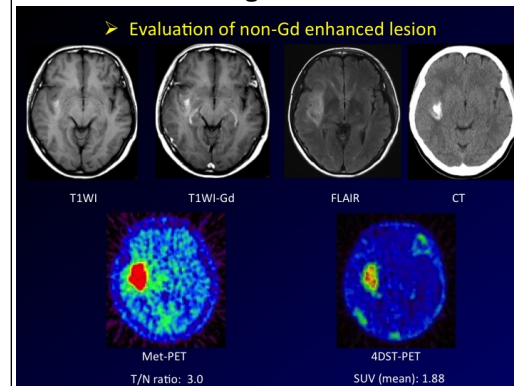 ➤ Evaluation of non-Gd enhanced lesion
T1WI T1WI-Gd FLAIR CT
Met-PET 4DST-PET
T/N ratio: 3.0 SUV (mean): 1.88